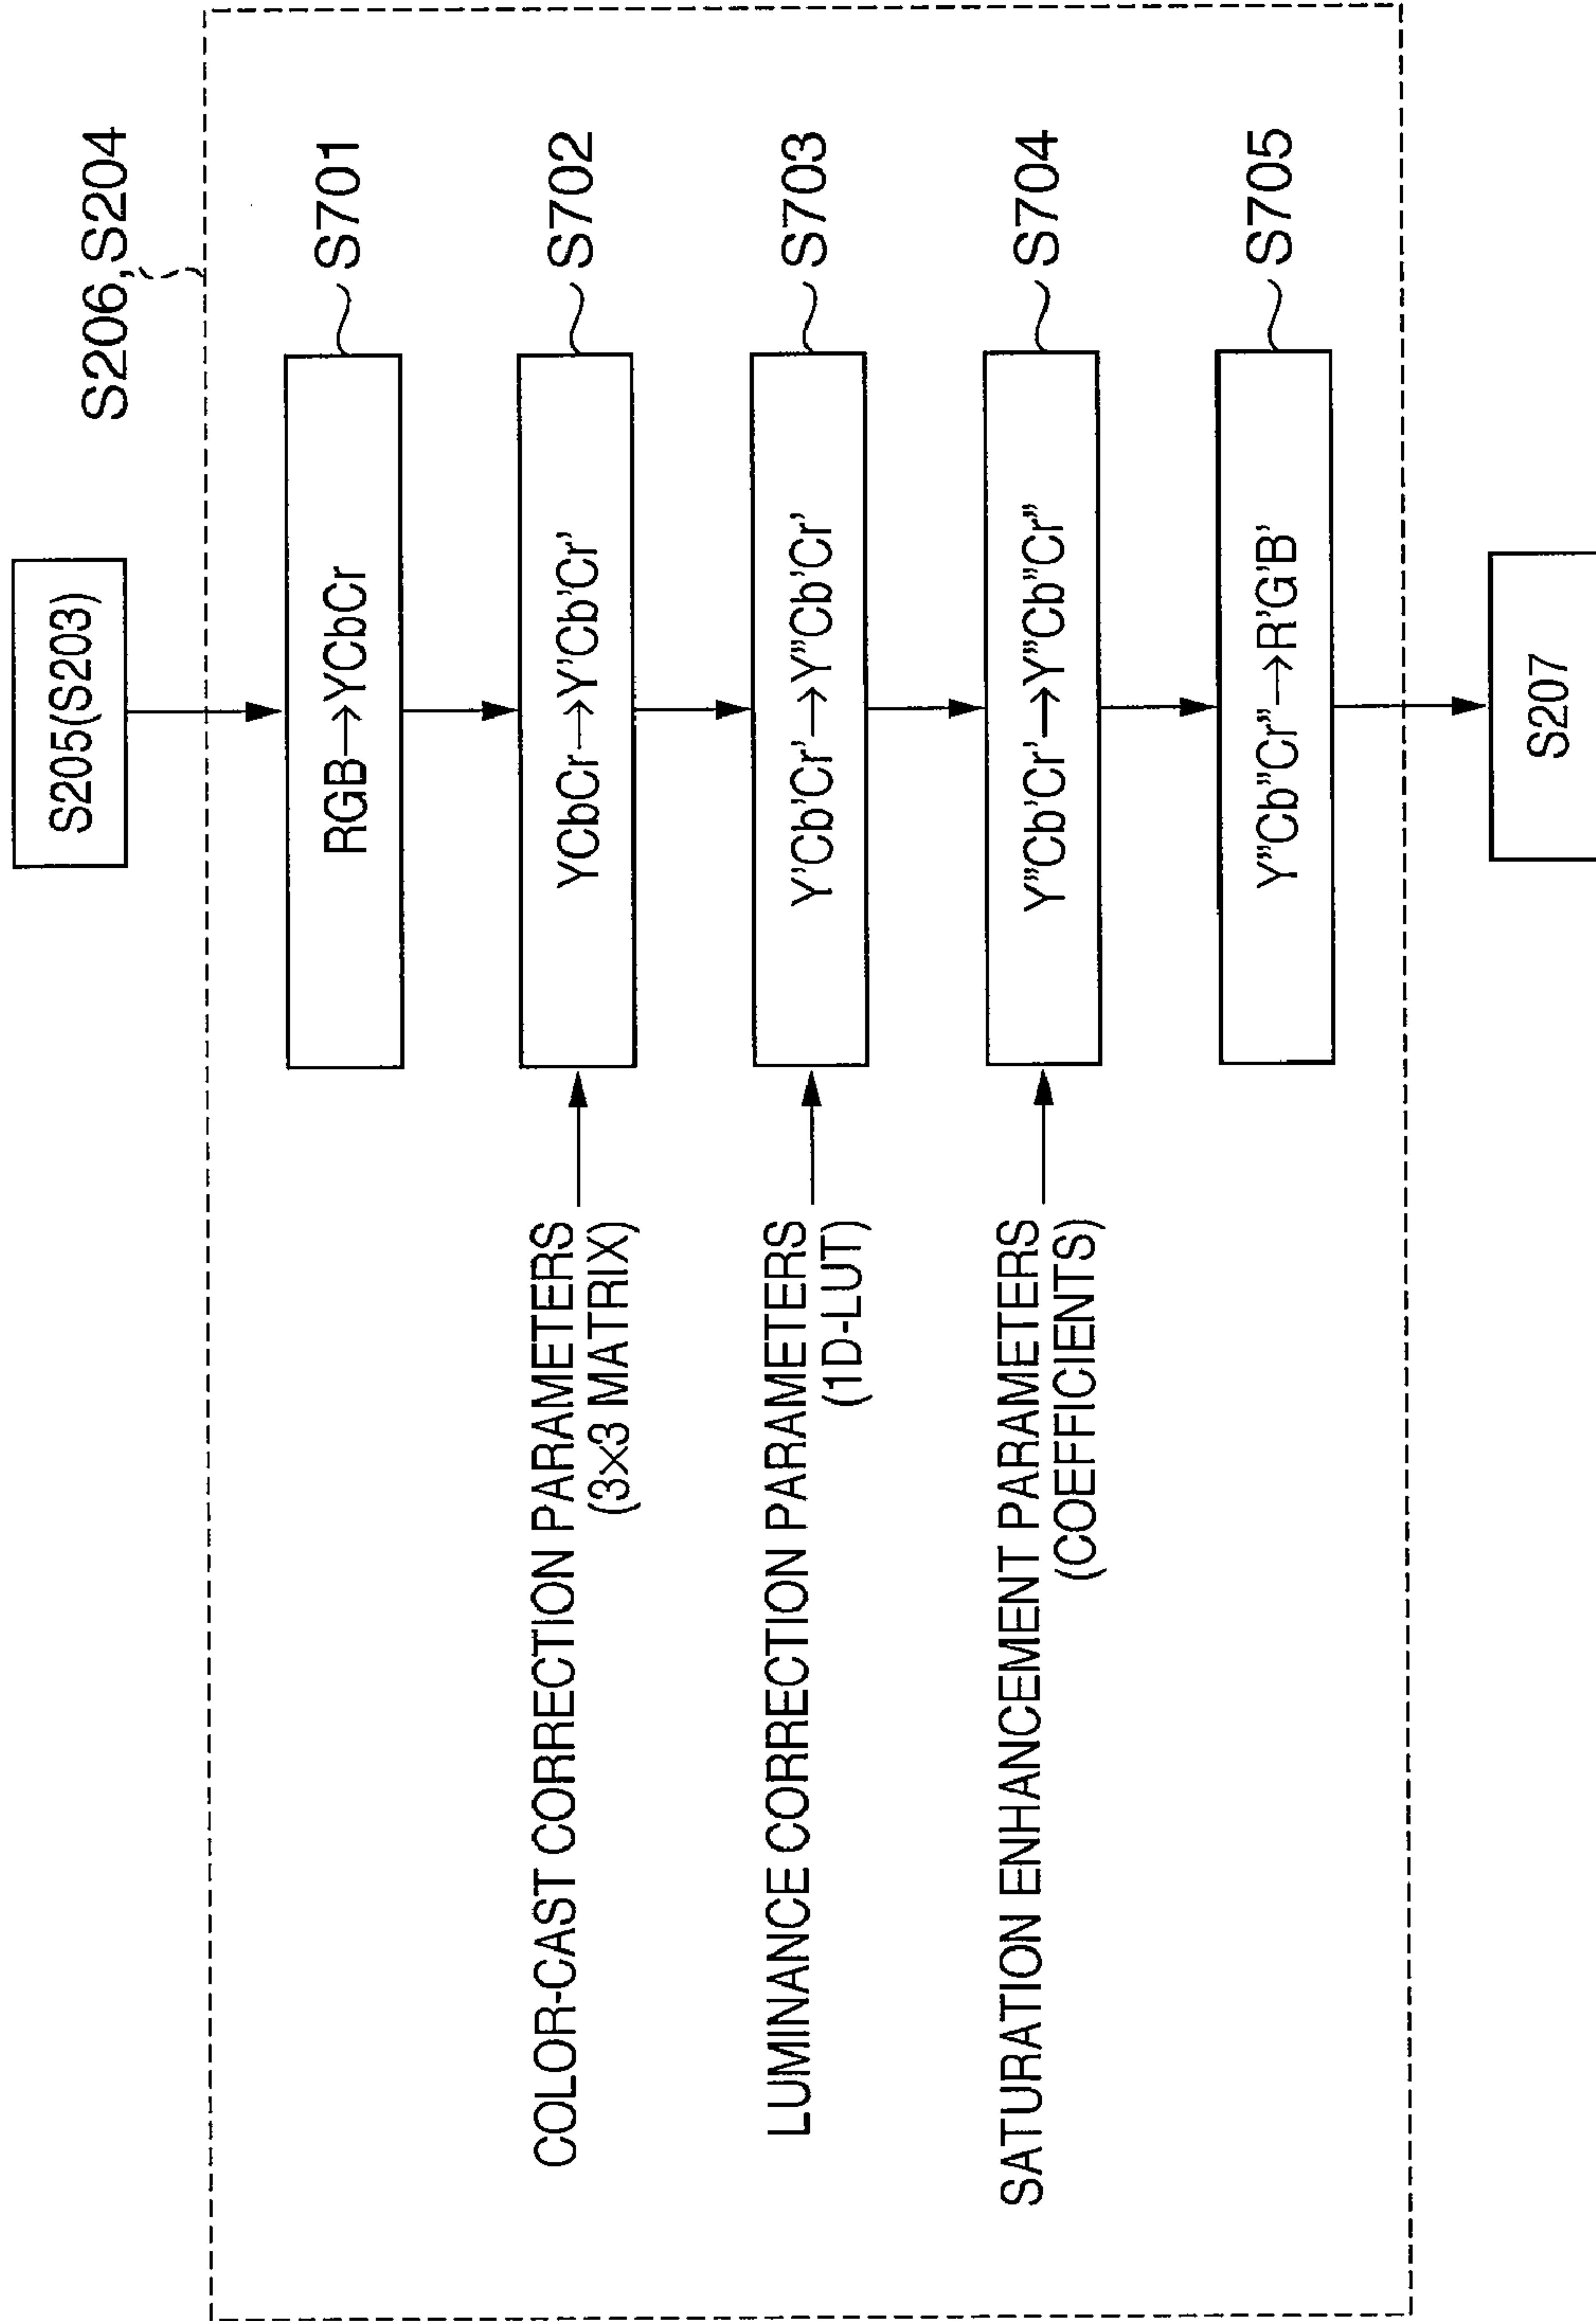 S206,S204
S205(S203)
RGB→YCbCr
S701
COLOR-CAST CORRECTION PARAMETERS
(3×3 MATRIX)
YCbCr→Y'Cb'Cr'
S702
LUMINANCE CORRECTION PARAMETERS
(1D-LUT)
Y'Cb'Cr'→Y"Cb'Cr'
S703
SATURATION ENHANCEMENT PARAMETERS
(COEFFICIENTS)
Y"Cb'Cr'→Y"Cb"Cr"
S704
Y"Cb"Cr"→R'G'B'
S705
S207